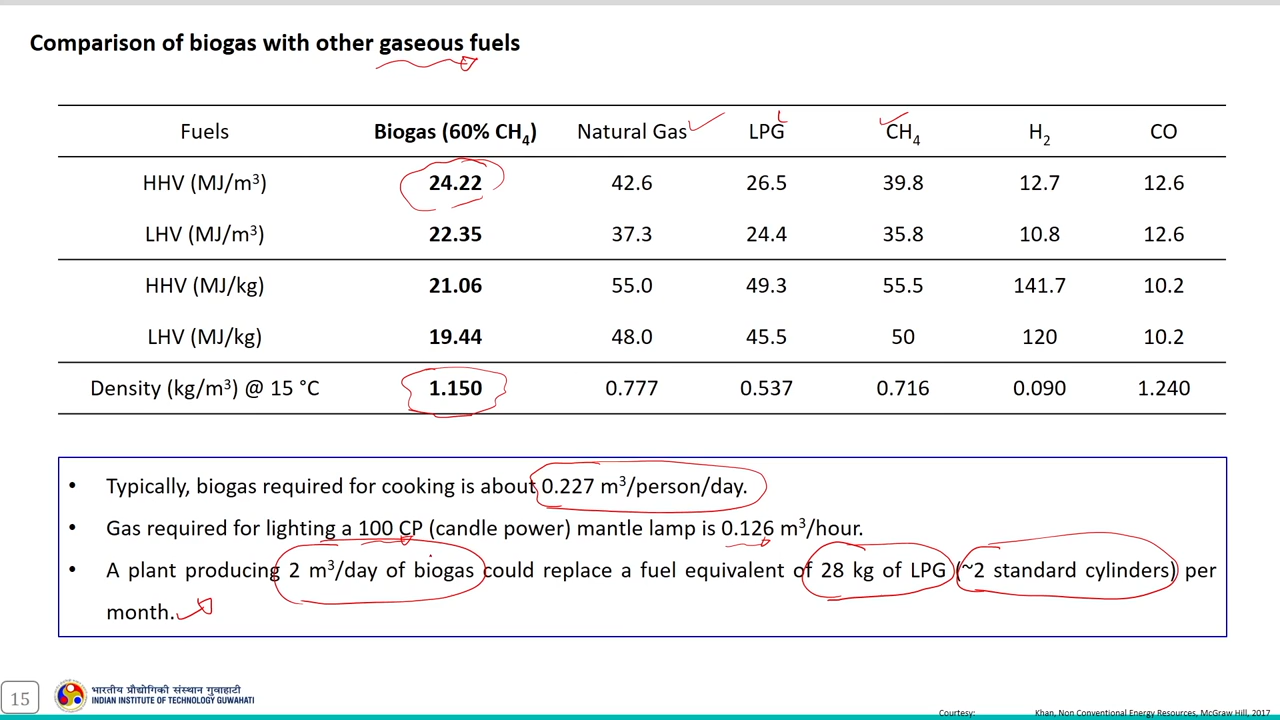 Comparison of biogas with other gaseous fuels
Fuels Biogas (60% CH₄) Natural Gas LPG CH₄ H₂ CO
HHV (MJ/m³) 24.22 42.6 26.5 39.8 12.7 12.6
LHV (MJ/m³) 22.35 37.3 24.4 35.8 10.8 12.6
HHV (MJ/kg) 21.06 55.0 49.3 55.5 141.7 10.2
LHV (MJ/kg) 19.44 48.0 45.5 50 120 10.2
Density (kg/m³) @ 15 °C 1.150 0.777 0.537 0.716 0.090 1.240
• Typically, biogas required for cooking is about 0.227 m³/person/day.
• Gas required for lighting a 100 CP (candle power) mantle lamp is 0.126 m³/hour.
• A plant producing 2 m³/day of biogas could replace a fuel equivalent of 28 kg of LPG (~2 standard cylinders) per
month.
15
भारतीय प्रौद्योगिकी संस्थान गुवाहाटी
INDIAN INSTITUTE OF TECHNOLOGY GUWAHATI
Courtesy: Khan, Non Conventional Energy Resources, McGraw Hill, 2017